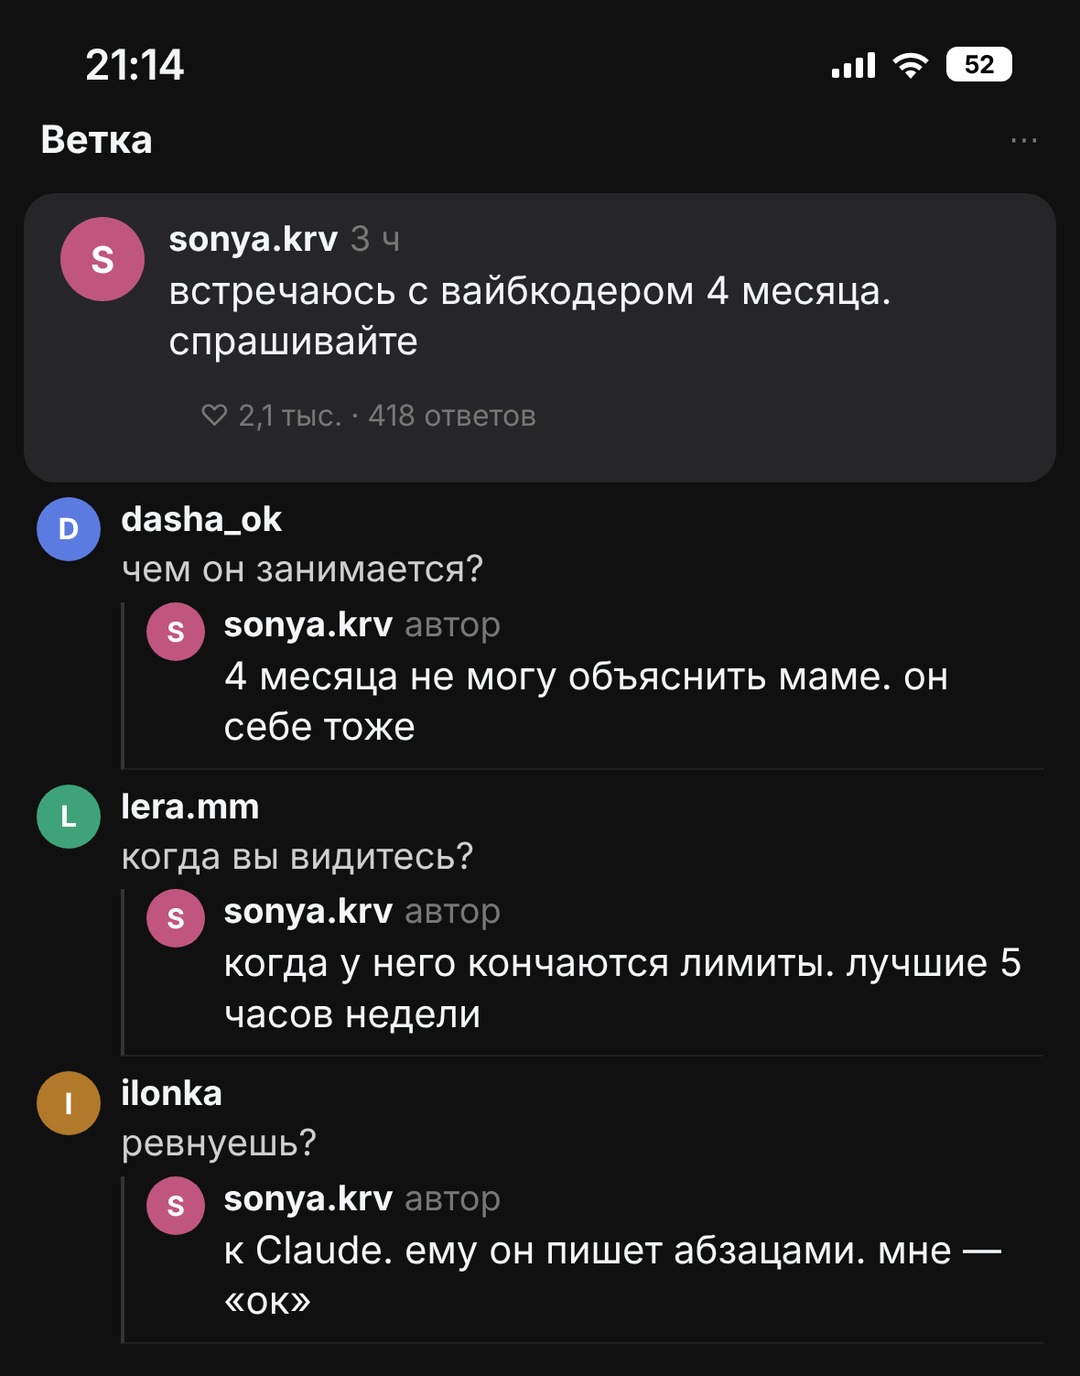 21:14
52
Ветка
...
S
sonya.krv 3 ч
встречаюсь с вайбкодером 4 месяца.
спрашивайте
♡ 2,1 тыс. · 418 ответов
D
dasha_ok
чем он занимается?
S
sonya.krv автор
4 месяца не могу объяснить маме. он
себе тоже
L
lera.mm
когда вы видитесь?
S
sonya.krv автор
когда у него кончаются лимиты. лучшие 5
часов недели
I
ilonka
ревнуешь?
S
sonya.krv автор
к Claude. ему он пишет абзацами. мне —
«ок»